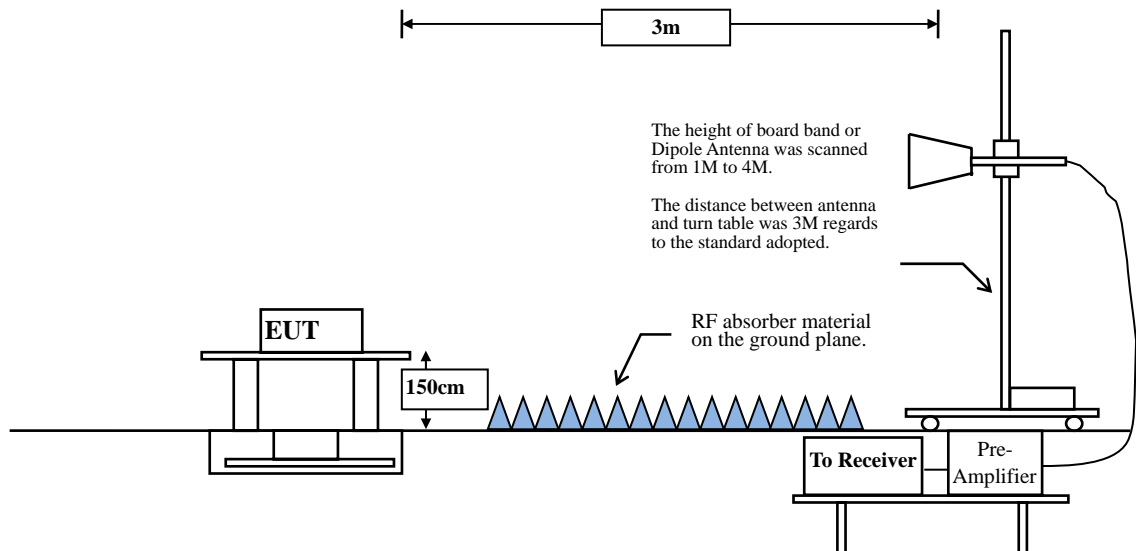 3m
The height of board band or
Dipole Antenna was scanned
from 1M to 4M.
The distance between antenna
and turn table was 3M regards
to the standard adopted.
EUT
RF absorber material
on the ground plane.
150cm
To Receiver
Pre-
Amplifier